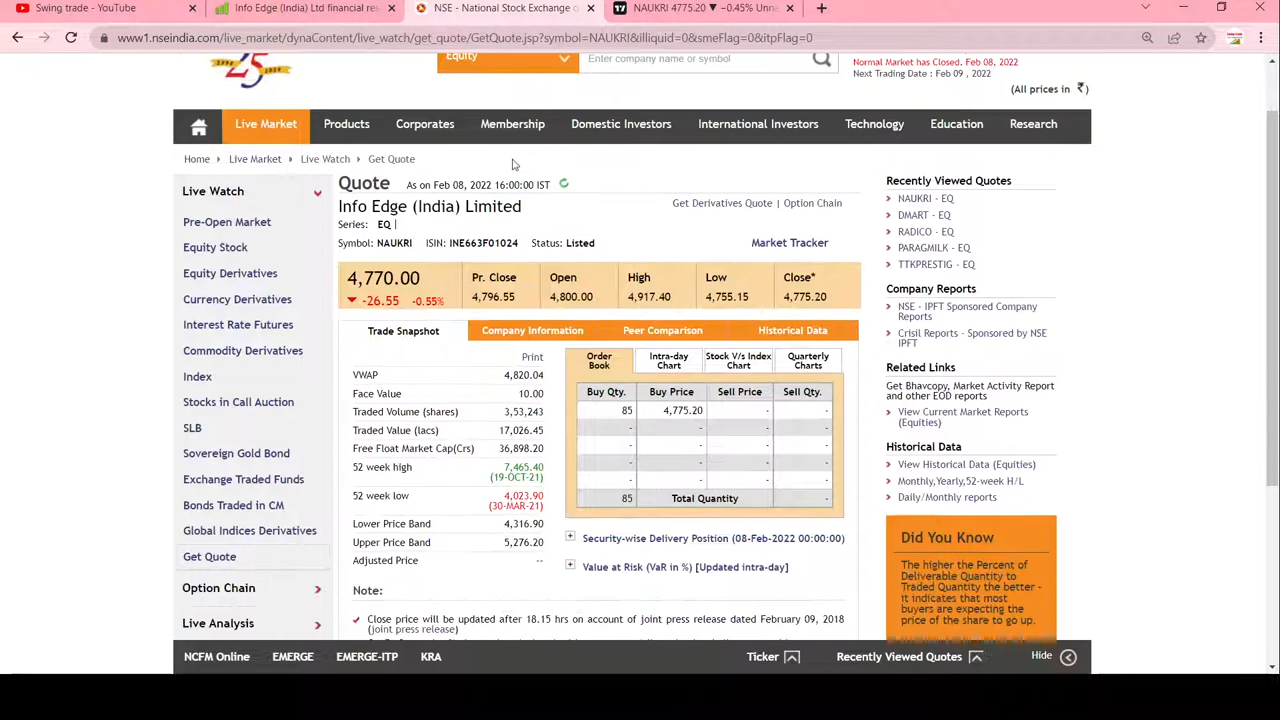 Swing trade - YouTube
Info Edge (India) Ltd financial res
NSE - National Stock Exchange o
NAUKRI 4775.20 ▼ −0.45% Unn
www1.nseindia.com/live_market/dynaContent/live_watch/get_quote/GetQuote.jsp?symbol=NAUKRI&illiquid=0&smeFlag=0&itpFlag=0
25
Equity
Enter company name or symbol
Normal Market has Closed. Feb 08, 2022
Next Trading Date : Feb 09 , 2022
(All prices in ₹)
Live Market
Products
Corporates
Membership
Domestic Investors
International Investors
Technology
Education
Research
Home
Live Market
Live Watch
Get Quote
Live Watch
Pre-Open Market
Equity Stock
Equity Derivatives
Currency Derivatives
Interest Rate Futures
Commodity Derivatives
Index
Stocks in Call Auction
SLB
Sovereign Gold Bond
Exchange Traded Funds
Bonds Traded in CM
Global Indices Derivatives
Get Quote
Option Chain
Live Analysis
Quote As on Feb 08, 2022 16:00:00 IST
Info Edge (India) Limited
Get Derivatives Quote | Option Chain
Series: EQ |
Symbol: NAUKRI ISIN: INE663F01024 Status: Listed
Market Tracker
4,770.00
▼ -26.55 -0.55%
Pr. Close
4,796.55
Open
4,800.00
High
4,917.40
Low
4,755.15
Close*
4,775.20
Trade Snapshot
Company Information
Peer Comparison
Historical Data
Print
VWAP 4,820.04
Face Value 10.00
Traded Volume (shares) 3,53,243
Traded Value (lacs) 17,026.45
Free Float Market Cap(Crs) 36,898.20
52 week high 7,465.40
(19-OCT-21)
52 week low 4,023.90
(30-MAR-21)
Lower Price Band 4,316.90
Upper Price Band 5,276.20
Adjusted Price --
Order Book
Intra-day Chart
Stock V/s Index Chart
Quarterly Charts
Buy Qty. Buy Price Sell Price Sell Qty.
85 4,775.20 - -
- - - -
- - - -
- - - -
- - - -
85 Total Quantity -
Security-wise Delivery Position (08-Feb-2022 00:00:00)
Value at Risk (VaR in %) [Updated intra-day]
Note:
Close price will be updated after 18.15 hrs on account of joint press release dated February 09, 2018
(joint press release)
Recently Viewed Quotes
NAUKRI - EQ
DMART - EQ
RADICO - EQ
PARAGMILK - EQ
TTKPRESTIG - EQ
Company Reports
NSE - IPFT Sponsored Company
Reports
Crisil Reports - Sponsored by NSE
IPFT
Related Links
Get Bhavcopy, Market Activity Report
and other EOD reports
View Current Market Reports
(Equities)
Historical Data
View Historical Data (Equities)
Monthly,Yearly,52-week H/L
Daily/Monthly reports
Did You Know
The higher the Percent of
Deliverable Quantity to
Traded Quantity the better -
it indicates that most
buyers are expecting the
price of the share to go up.
NCFM Online
EMERGE
EMERGE-ITP
KRA
Ticker
Recently Viewed Quotes
Hide